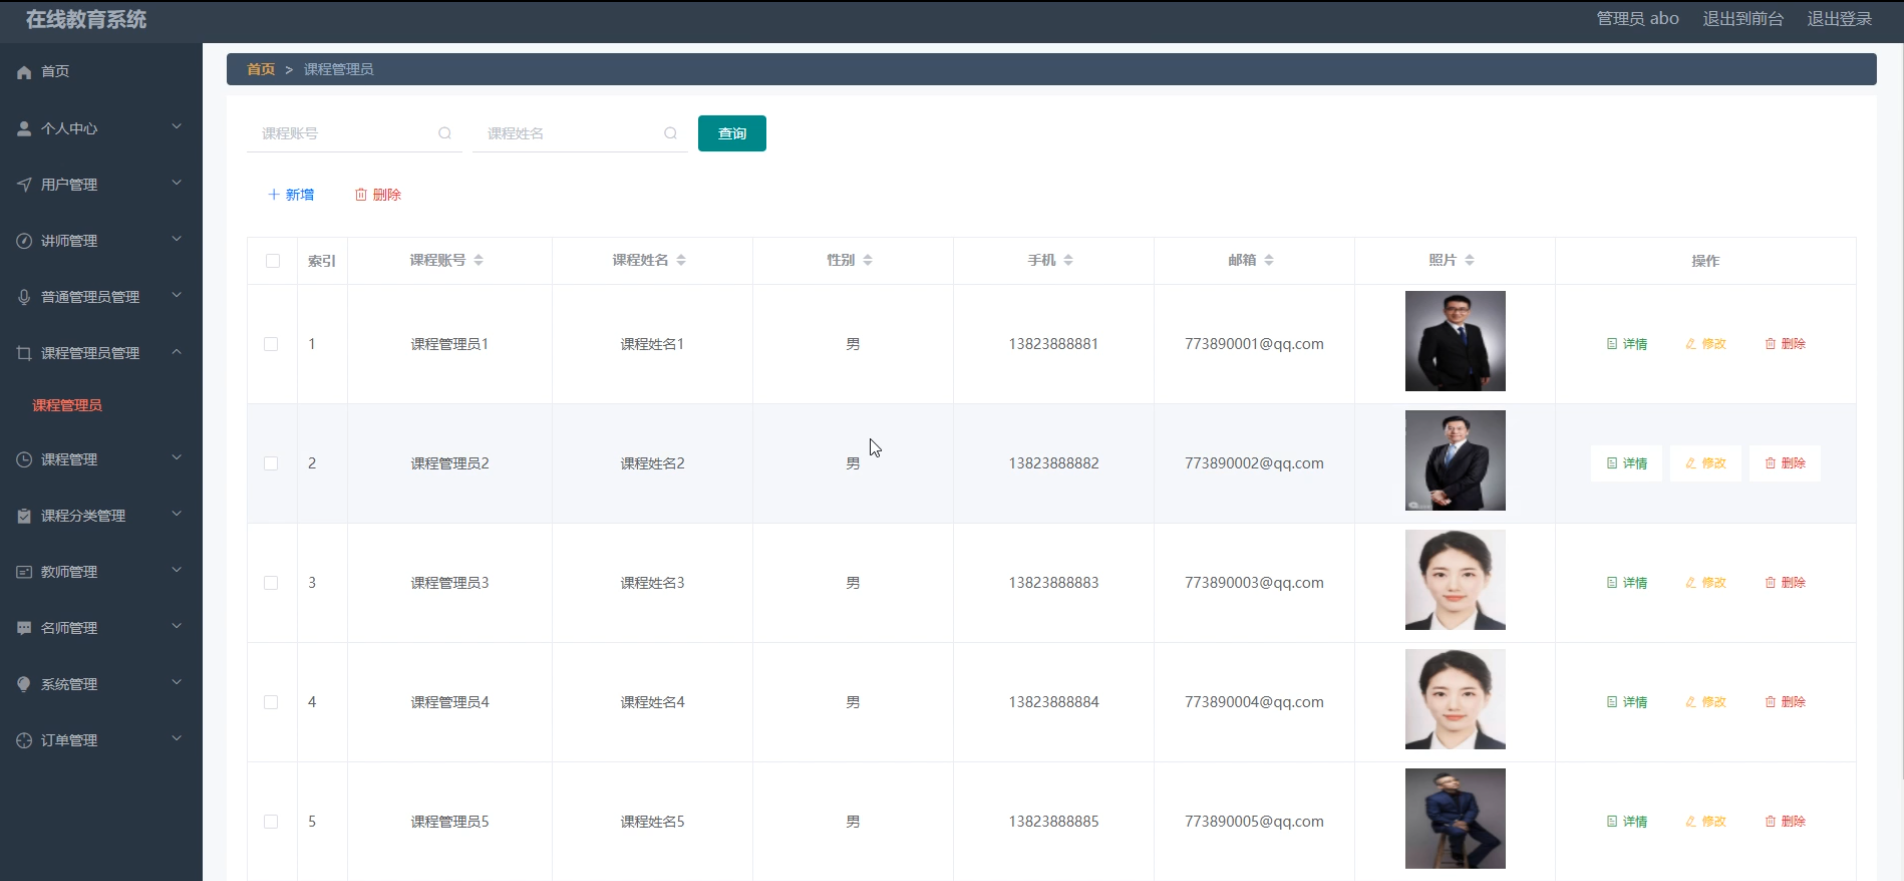 在线教育系统
管理员 abo 退出到前台 退出登录
首页
个人中心
用户管理
讲师管理
普通管理员管理
课程管理员管理
课程管理员
课程管理
课程分类管理
教师管理
名师管理
系统管理
订单管理
首页 > 课程管理员
课程账号 课程姓名 查询
新增 删除
索引 课程账号 课程姓名 性别 手机 邮箱 照片 操作
1 课程管理员1 课程姓名1 男 13823888881 773890001@qq.com 详情 修改 删除
2 课程管理员2 课程姓名2 男 13823888882 773890002@qq.com 详情 修改 删除
3 课程管理员3 课程姓名3 男 13823888883 773890003@qq.com 详情 修改 删除
4 课程管理员4 课程姓名4 男 13823888884 773890004@qq.com 详情 修改 删除
5 课程管理员5 课程姓名5 男 13823888885 773890005@qq.com 详情 修改 删除